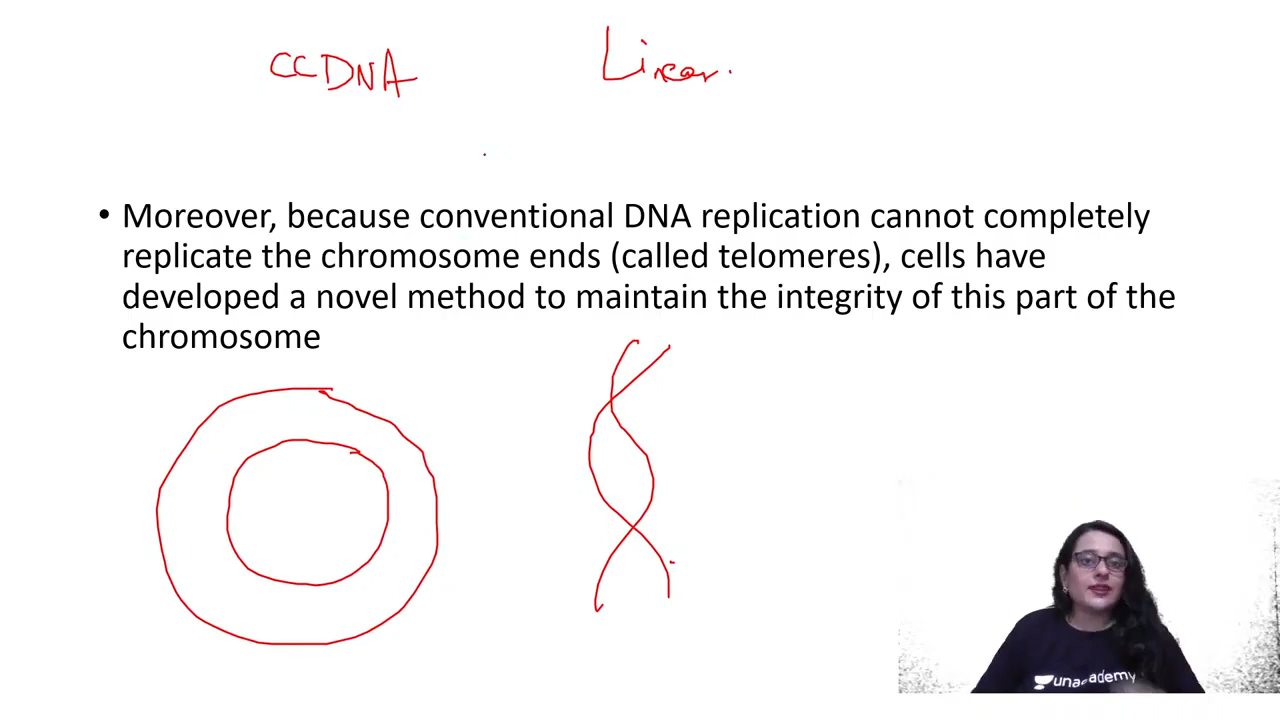 CCDNA Linear.
• Moreover, because conventional DNA replication cannot completely
replicate the chromosome ends (called telomeres), cells have
developed a novel method to maintain the integrity of this part of the
chromosome
unacademy